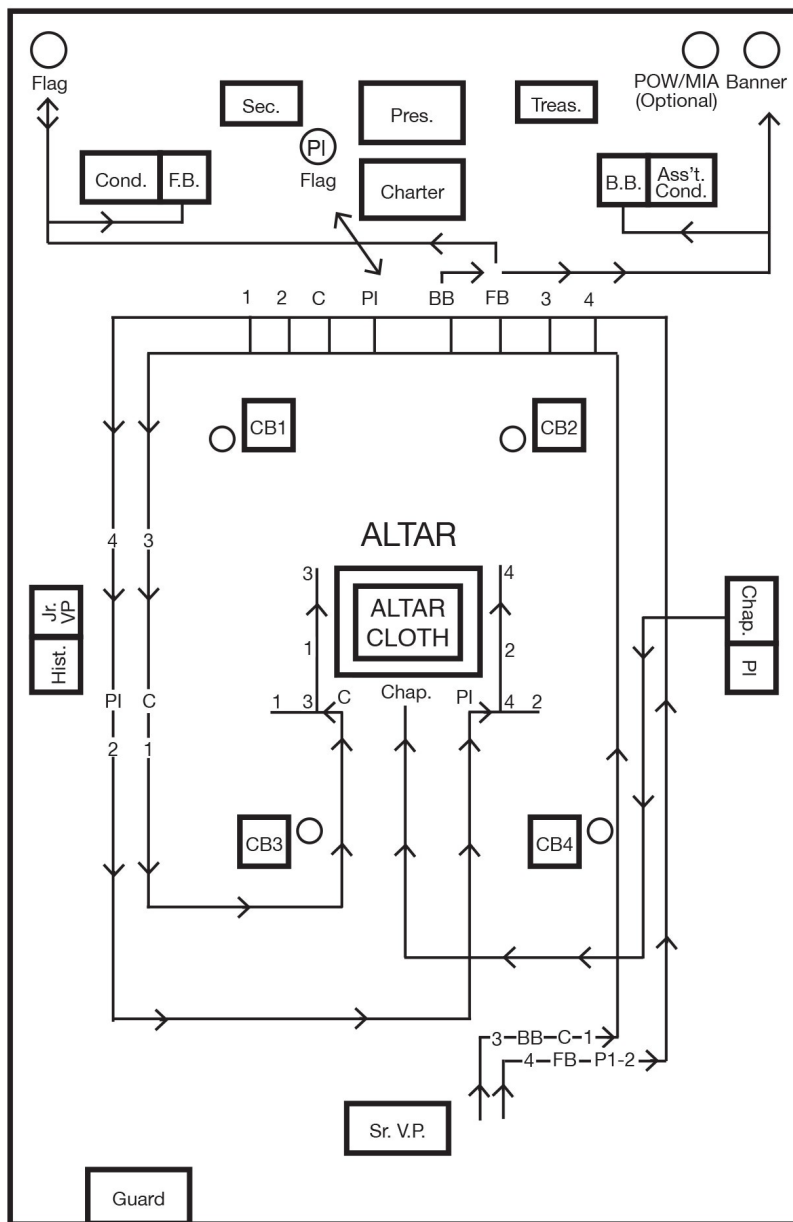 Flag
POW/MIA
(Optional)
Banner
Sec.
Pres.
Treas.
PI
Flag
Cond.
F.B.
Charter
B.B.
Ass't.
Cond.
1 2 C PI BB FB 3 4
CB1
CB2
ALTAR
4 3
3
4
ALTAR
CLOTH
Jr.
VP
Hist.
Chap.
PI
1
2
PI C
1 3 C Chap. PI 4 2
2 1
CB3
CB4
3 BB C 1
4 FB P1-2
Sr. V.P.
Guard